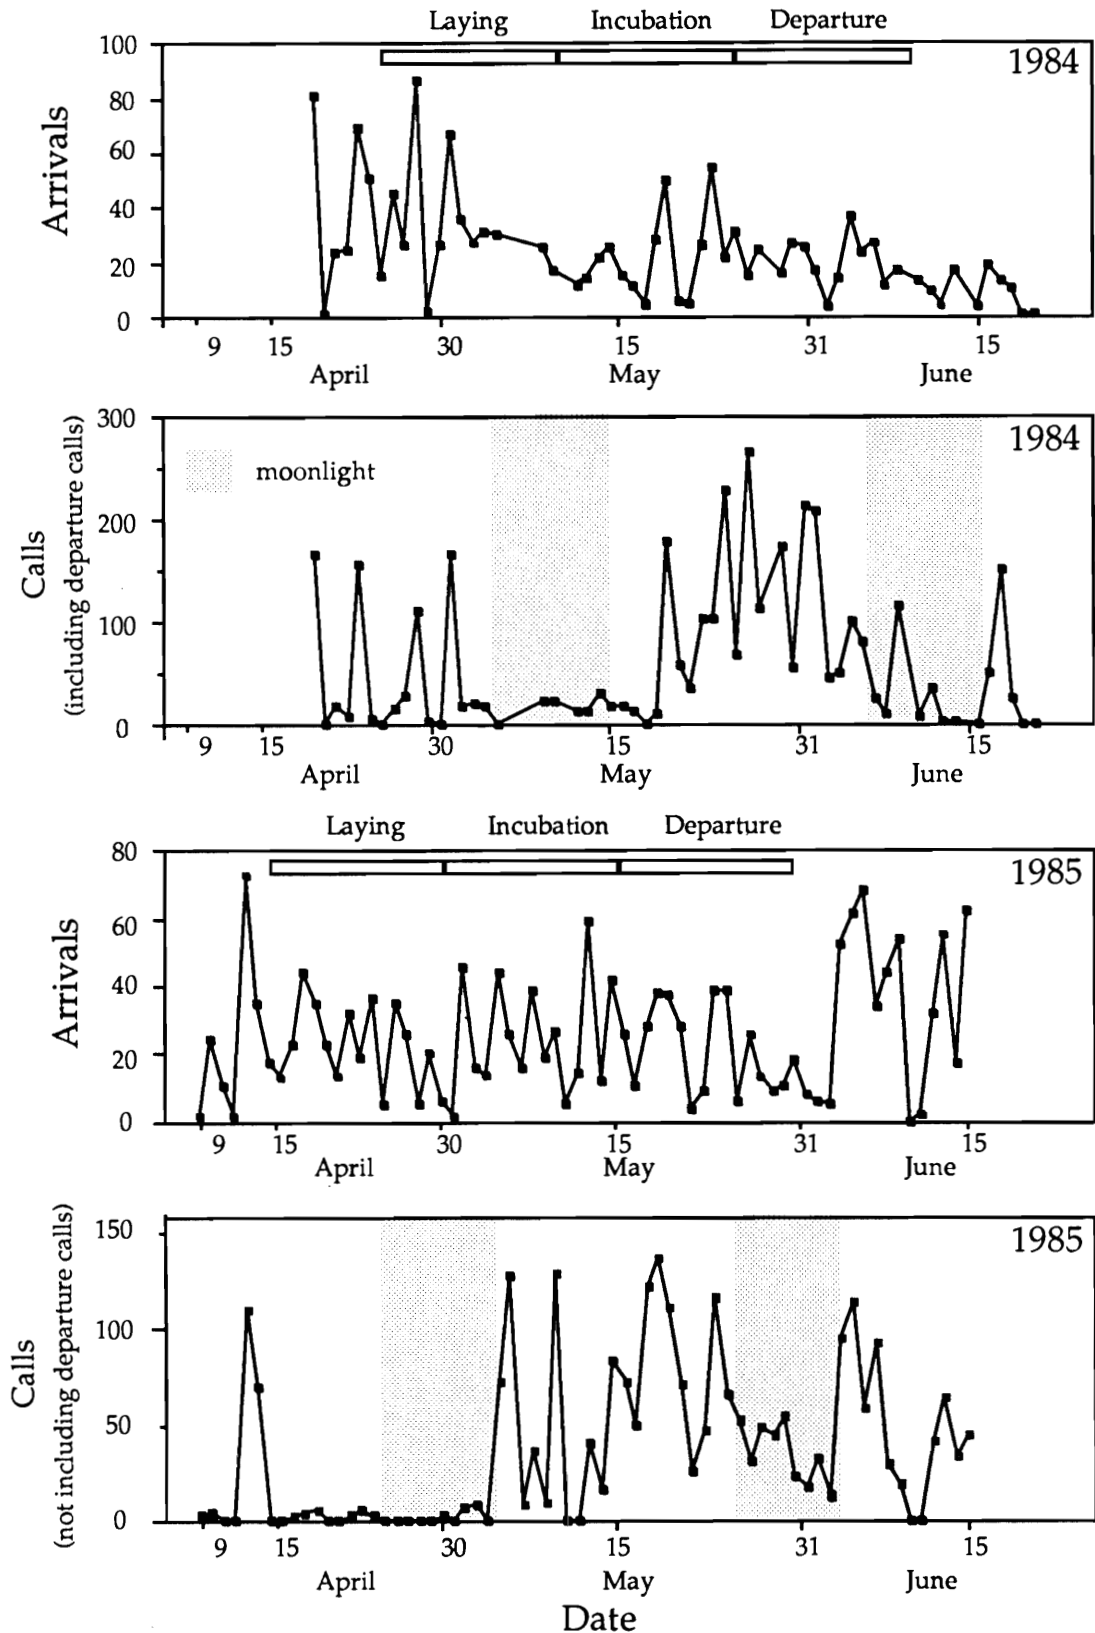 Laying Incubation Departure
100 1984
80
60
40
20
0
Arrivals
9 15 30 15 31 15
April May June
300 1984
moonlight
200
100
0
Calls
(including departure calls)
9 15 30 15 31 15
April May June
Laying Incubation Departure
80 1985
60
40
20
0
Arrivals
9 15 30 15 31 15
April May June
150 1985
100
50
0
Calls
(not including departure calls)
9 15 30 15 31 15
April May June
Date